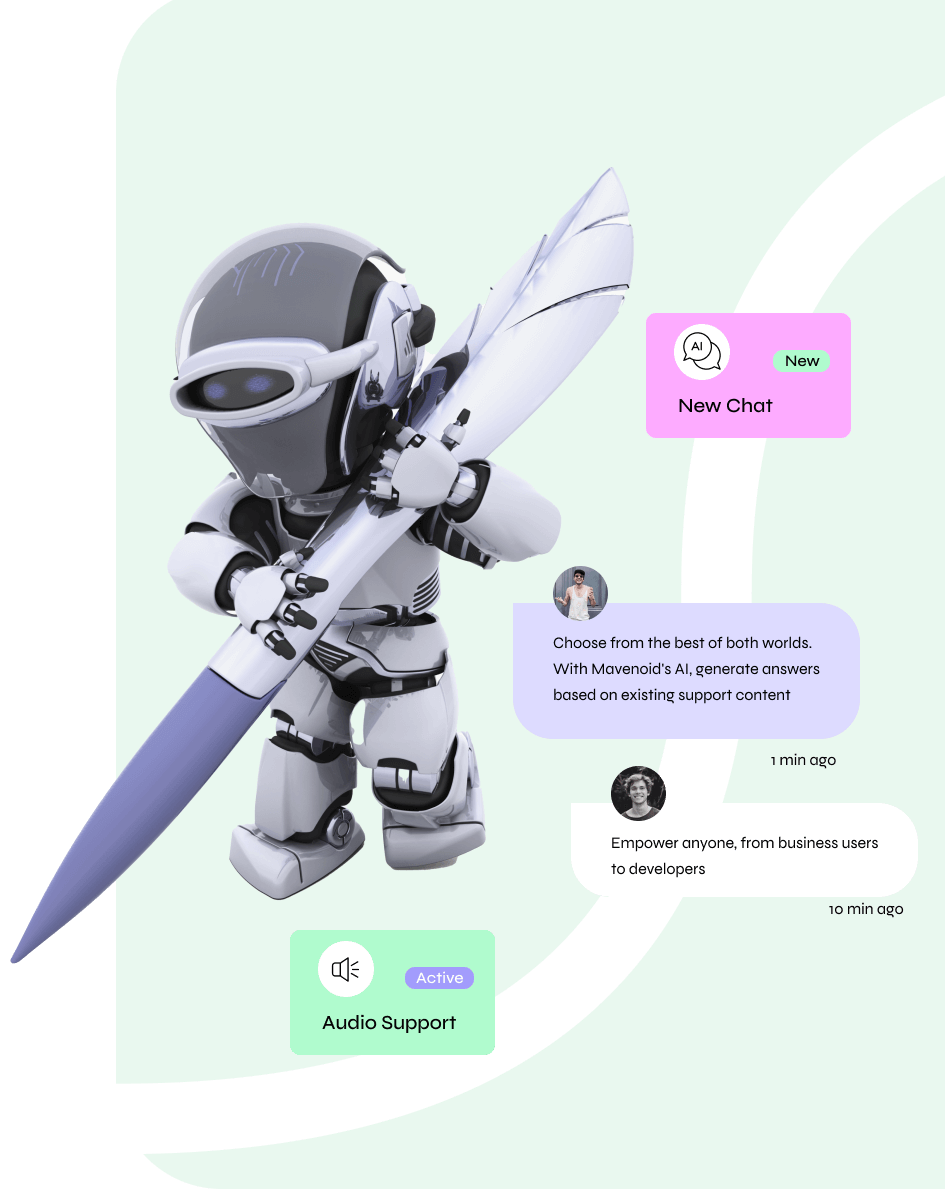 AI
New
New Chat
Choose from the best of both worlds.
With Mavenoid's AI, generate answers
based on existing support content
1 min ago
Empower anyone, from business users
to developers
10 min ago
Active
Audio Support